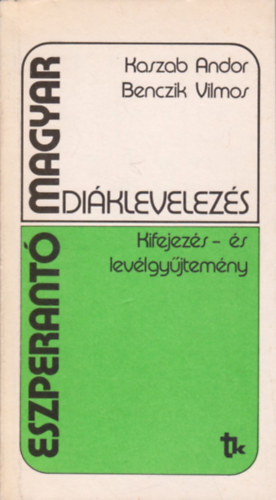 Kaszab Andor
Benczik Vilmos
MAGYAR
ESZPERANTÓ
DIÁKLEVELEZÉS
Kifejezés- és
levélgyűjtemény
tk